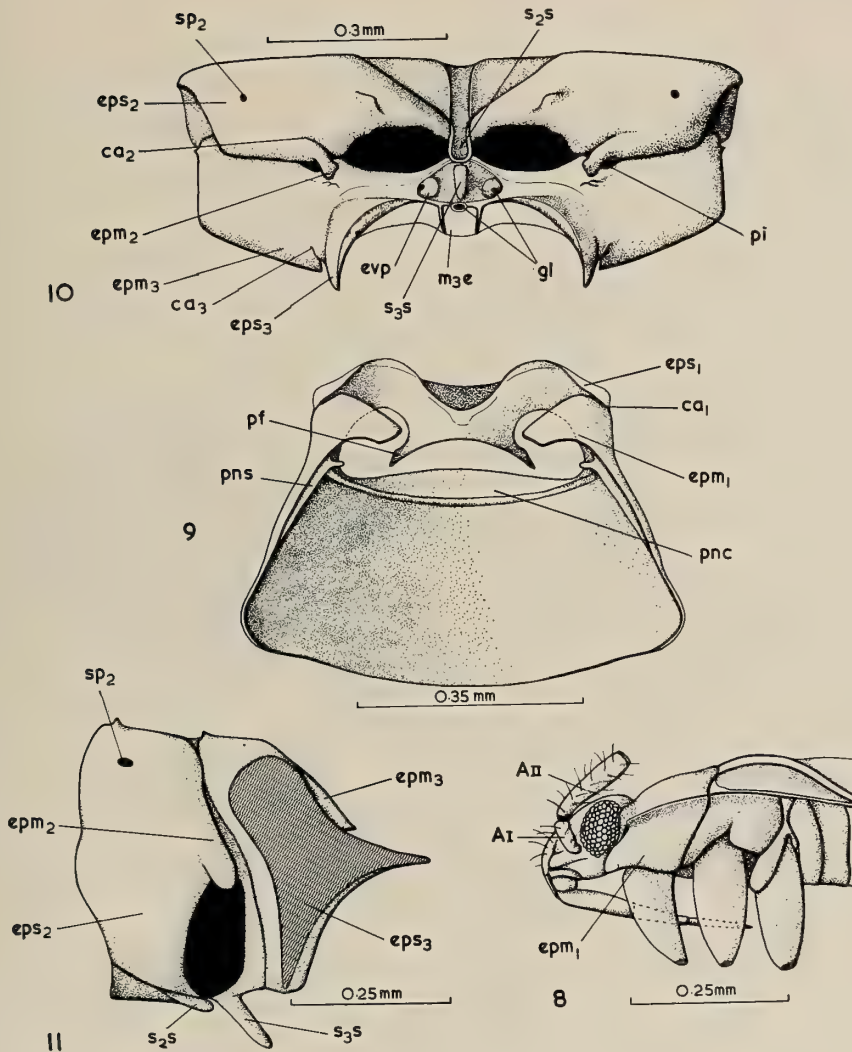 sp₂
0.3mm
s₂s
eps₂
ca₂
epm₂
epm₃
ca₃
eps₃
evp
s₃s
m₃e
gl
pi
10
eps₁
ca₁
pf
pns
epm₁
pnc
9
0.35 mm
sp₂
epm₃
epm₂
eps₂
eps₃
0.25mm
s₂s
s₃s
11
AII
AI
epm₁
8
0.25mm